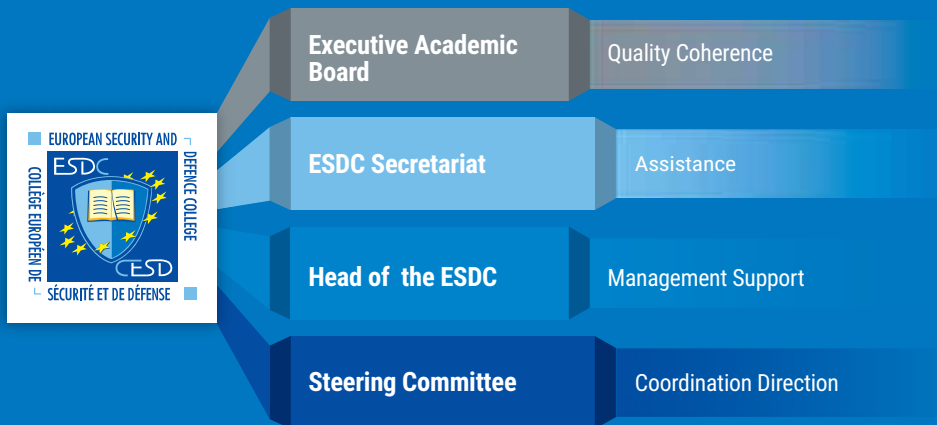 EUROPEAN SECURITY AND
DEFENCE COLLEGE
COLLÈGE EUROPÉEN DE
SÉCURITÉ ET DE DÉFENSE
ESDC
CESD
Executive Academic
Board
Quality Coherence
ESDC Secretariat
Assistance
Head of the ESDC
Management Support
Steering Committee
Coordination Direction